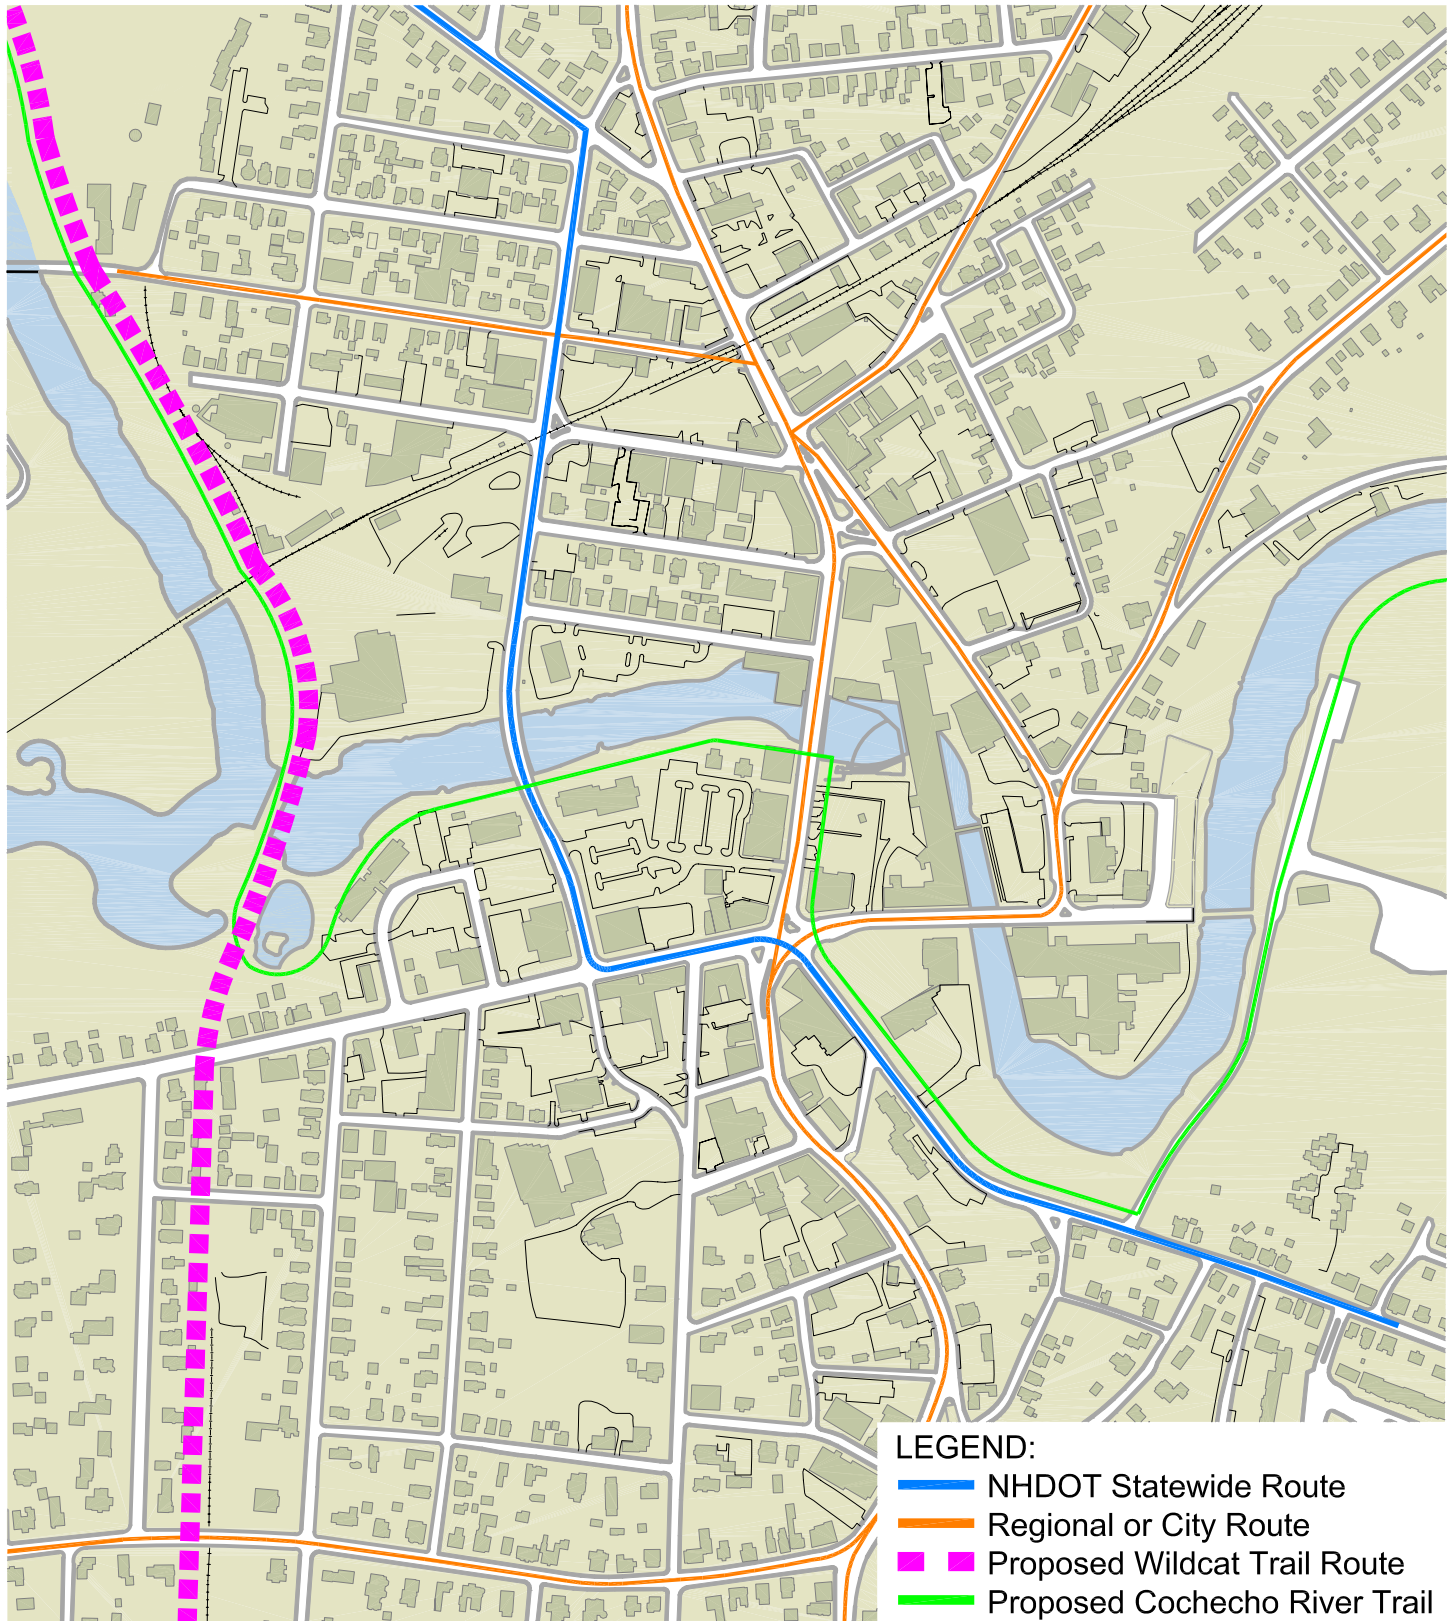 LEGEND:
NHDOT Statewide Route
Regional or City Route
Proposed Wildcat Trail Route
Proposed Cochecho River Trail